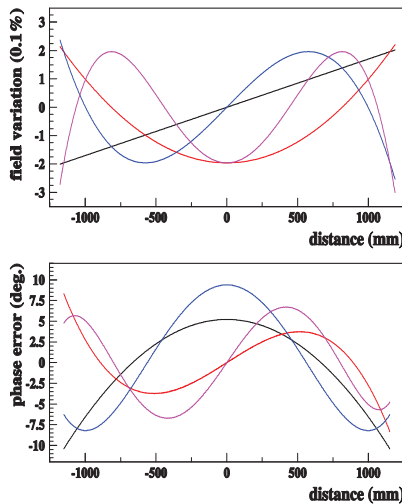 field variation (0.1%)
3
2
1
0
-1
-2
-3
-1000 -500 0 500 1000
distance (mm)
phase error (deg.)
10
7.5
5
2.5
0
-2.5
-5
-7.5
-10
-1000 -500 0 500 1000
distance (mm)